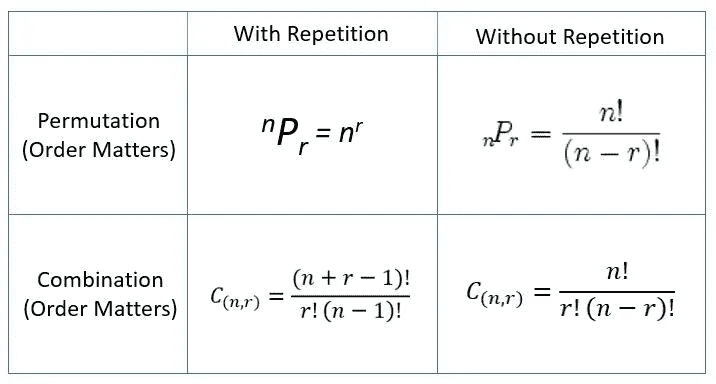 With Repetition
Without Repetition
Permutation
(Order Matters)
ⁿPᵣ = nʳ
ₙPᵣ = n! / (n − r)!
Combination
(Order Matters)
C₍ₙ,ᵣ₎ = (n + r − 1)! / r! (n − 1)!
C₍ₙ,ᵣ₎ = n! / r! (n − r)!